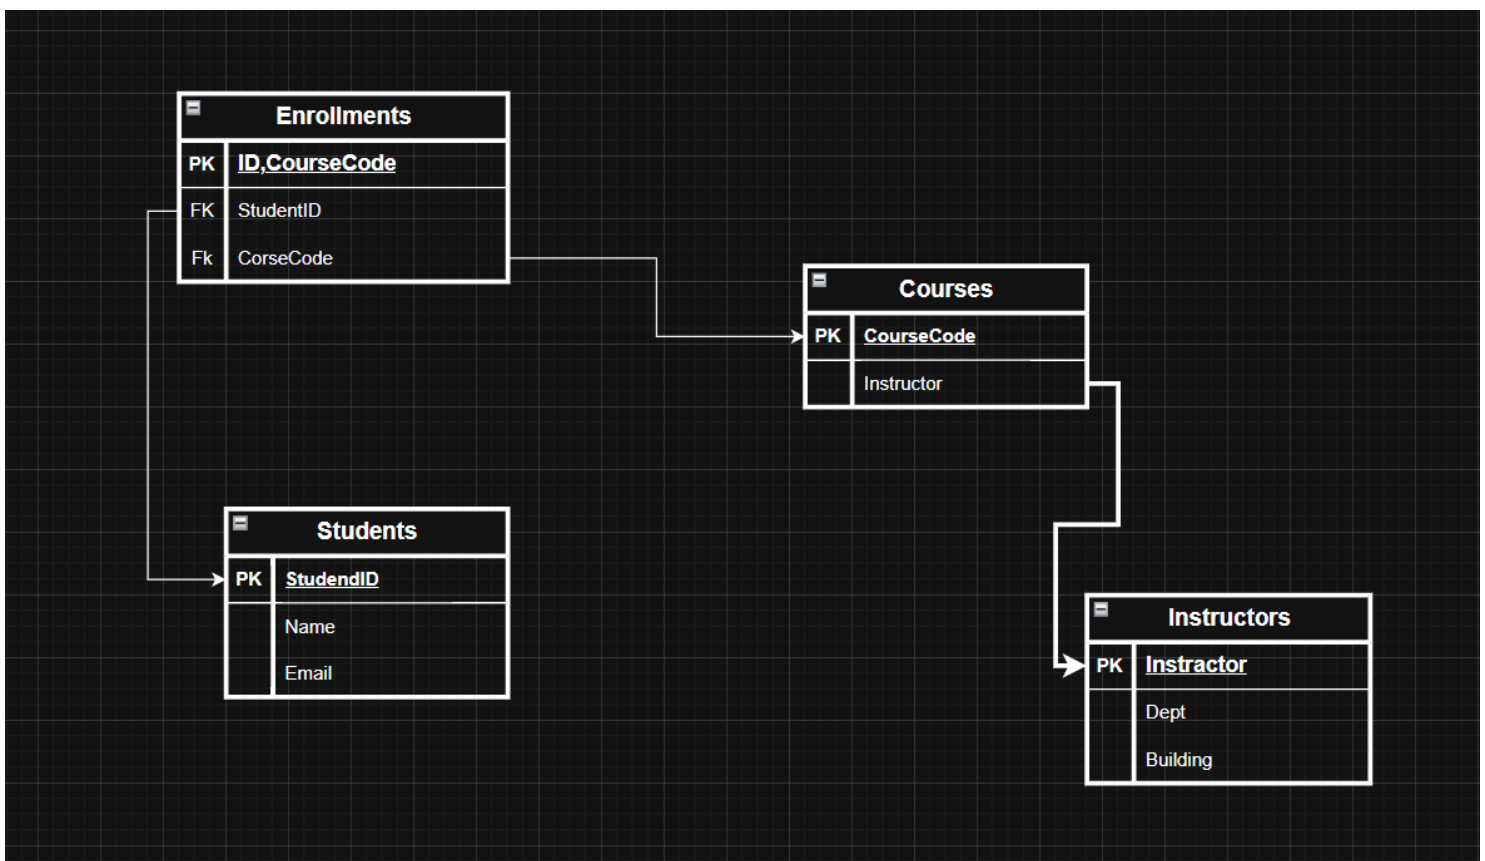 Enrollments
PK ID,CourseCode
FK StudentID
Fk CorseCode
Courses
PK CourseCode
Instructor
Students
PK StudendID
Name
Email
Instructors
PK Instractor
Dept
Building